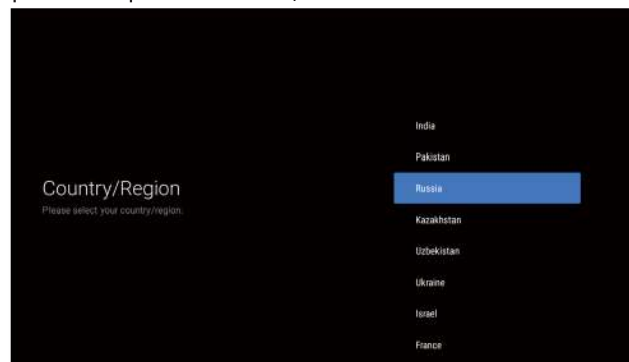 Country/Region
Please select your country/region.
India
Pakistan
Russia
Kazakhstan
Uzbekistan
Ukraine
Israel
France